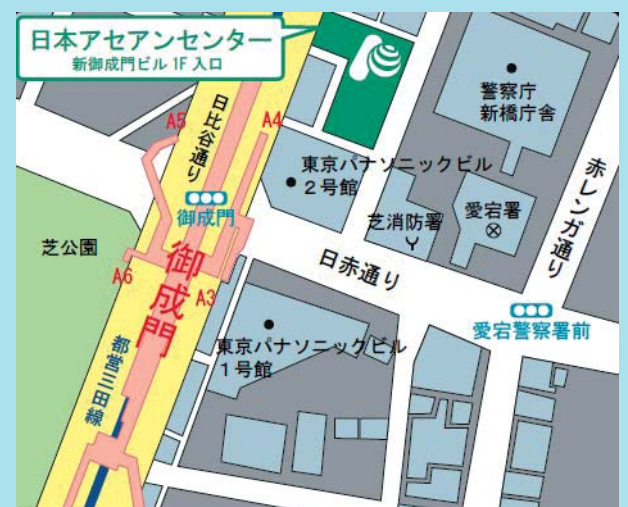 日本アセアンセンター
新御成門ビル 1F 入口
警察庁
新橋庁舎
日比谷通り
A5
A4
東京パナソニックビル
2号館
赤レンガ通り
御成門
芝消防署
愛宕署
芝公園
日赤通り
A6
A3
御成門
愛宕警察署前
東京パナソニックビル
1号館
都営三田線